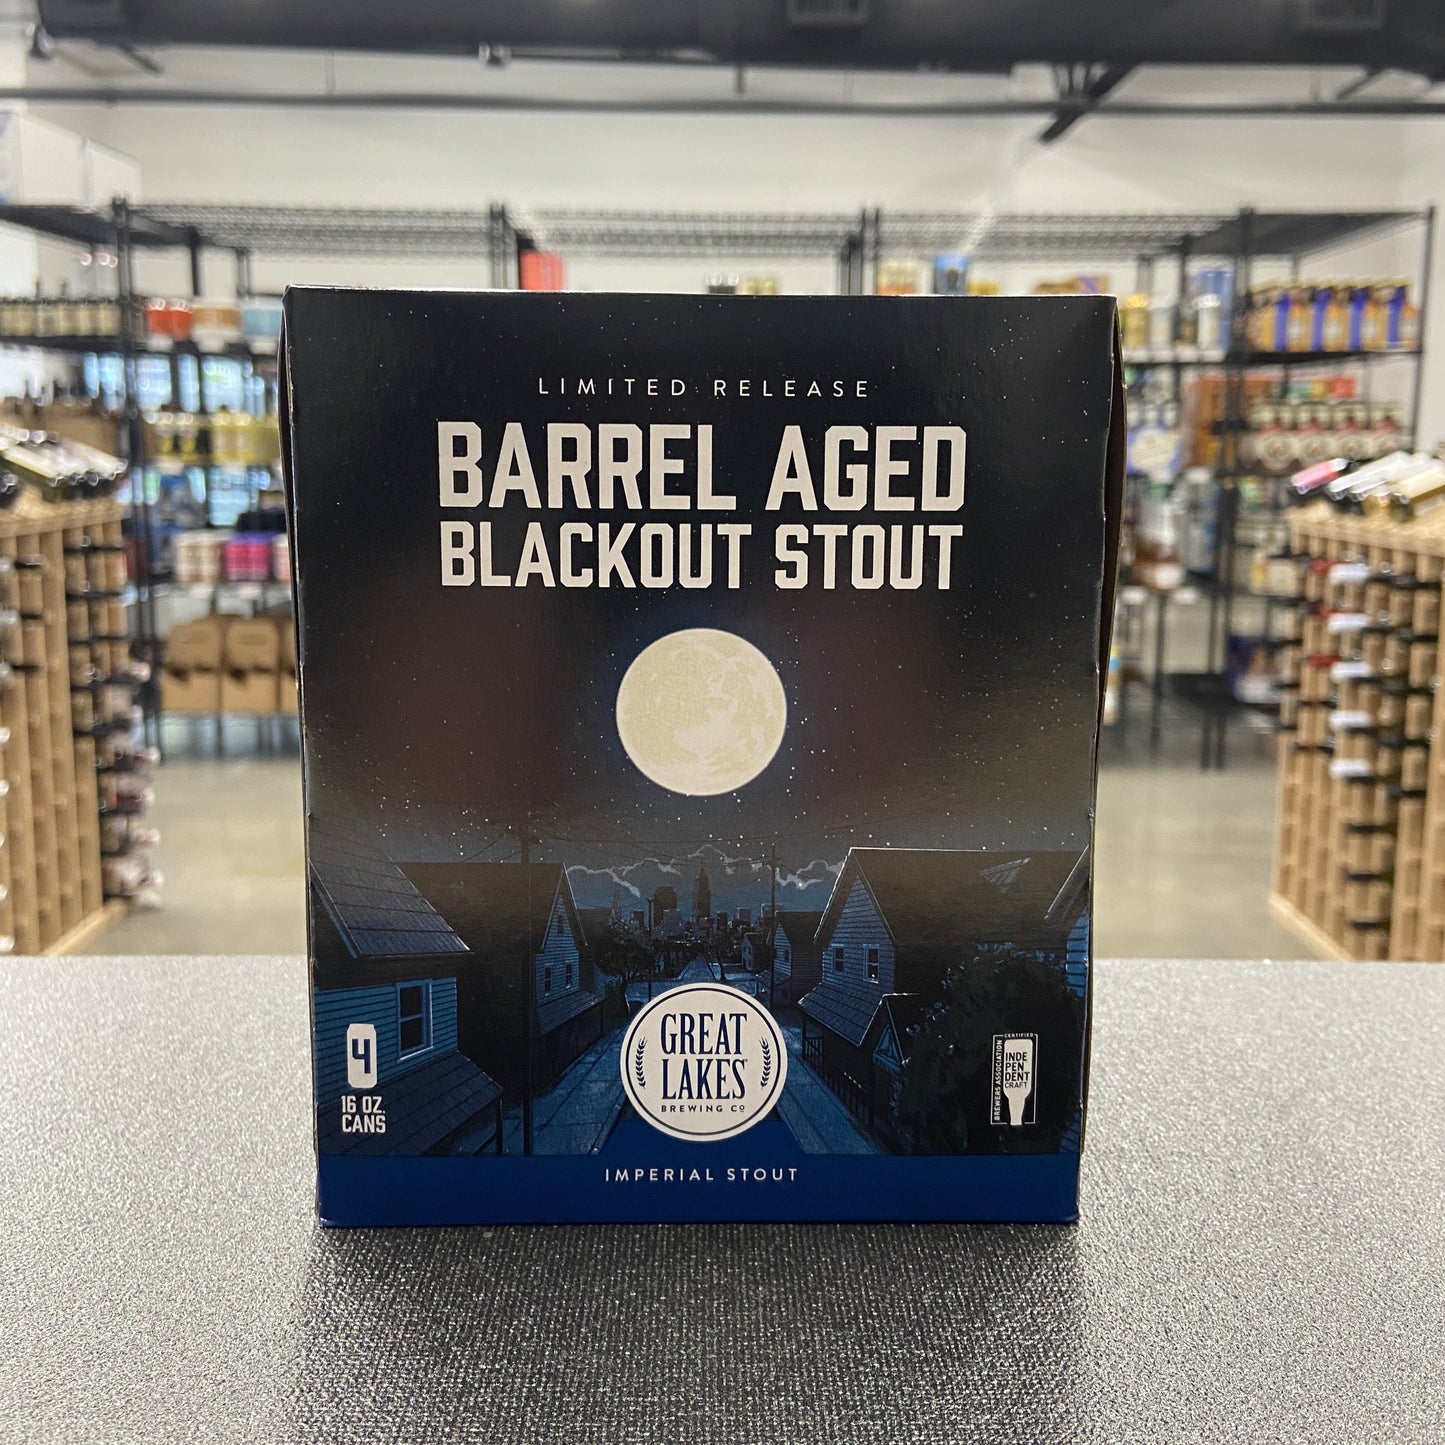 LIMITED RELEASE
BARREL AGED
BLACKOUT STOUT
4
16 OZ.
CANS
GREAT
LAKES
BREWING Cº
CERTIFIED
BREWERS ASSOCIATION
INDE
PEN
DENT
CRAFT
IMPERIAL STOUT